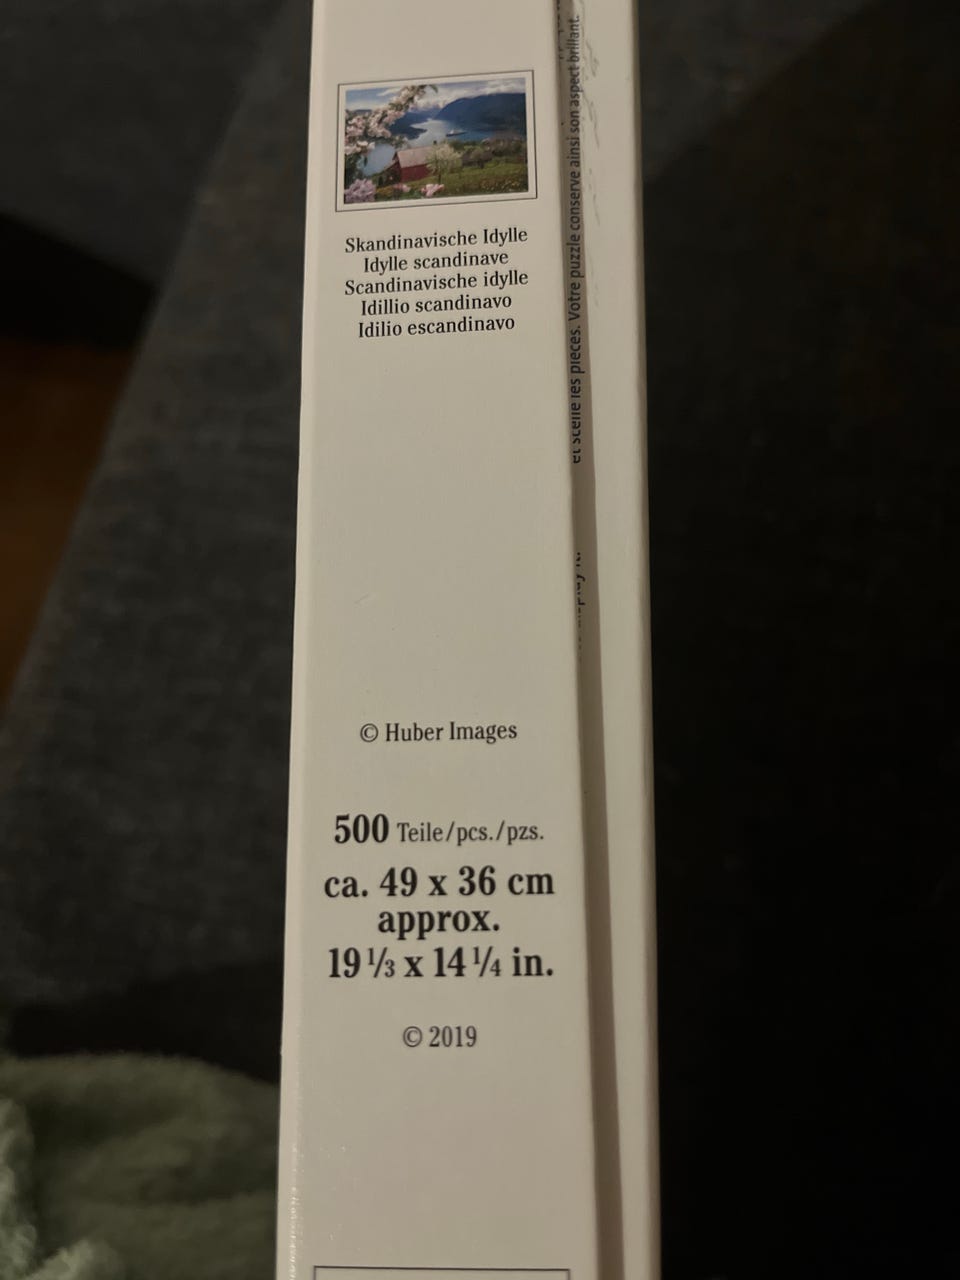 Skandinavische Idylle
Idylle scandinave
Scandinavische idylle
Idillio scandinavo
Idilio escandinavo
© Huber Images
500 Teile/pcs./pzs.
ca. 49 x 36 cm
approx.
19 1/3 x 14 1/4 in.
© 2019
et scelle les pièces. Votre puzzle conserve ainsi son aspect brillant.